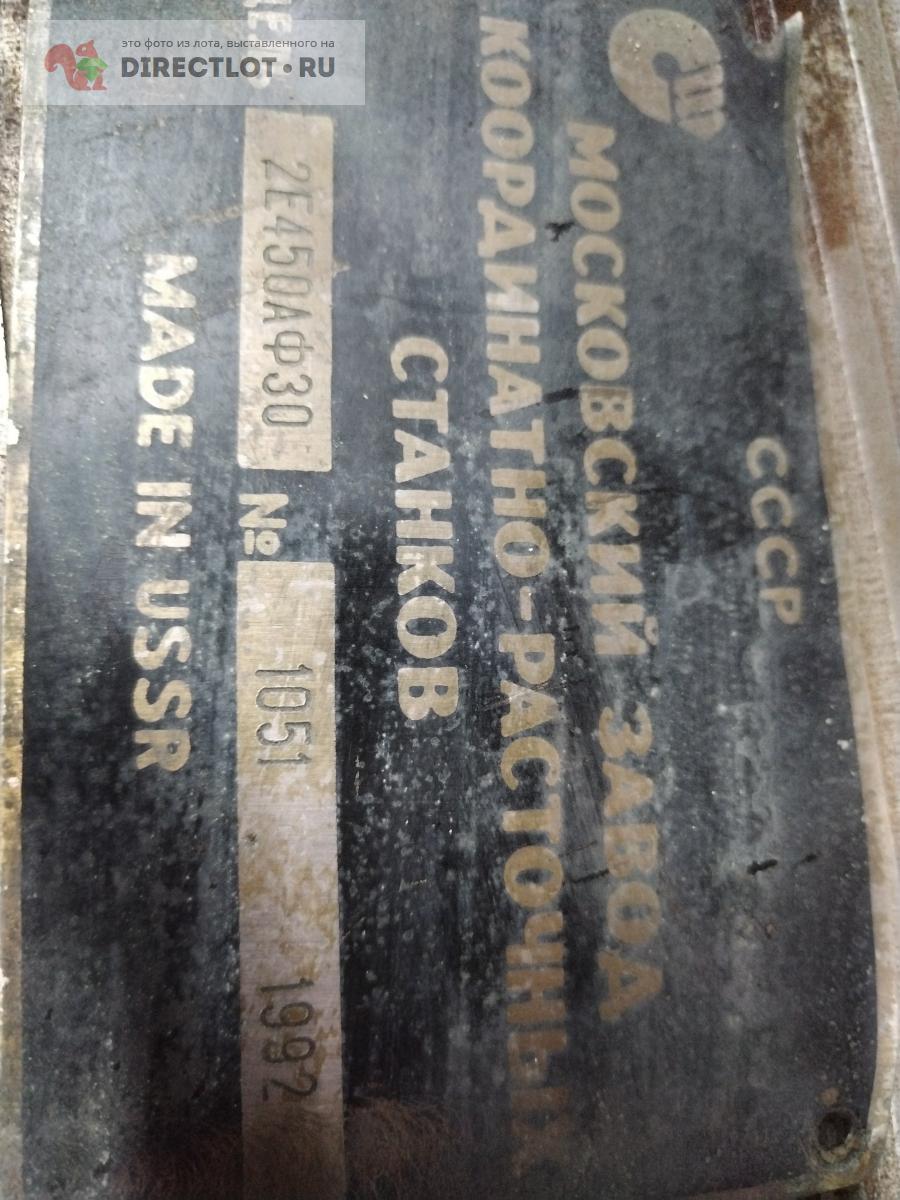 это фото из лота, выставленного на
DIRECTLOT.RU
СССР
МОСКОВСКИЙ ЗАВОД
КООРДИНАТНО-РАСТОЧНЫХ
СТАНКОВ
2Е450АФ30 № 1051 1992
MADE IN USSR